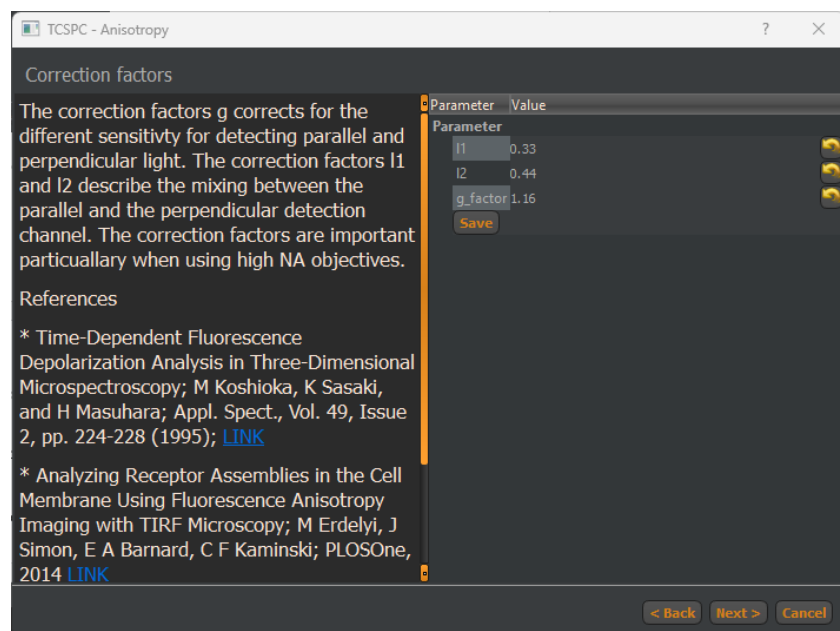 TCSPC - Anisotropy
?
Correction factors
The correction factors g corrects for the
different sensitivty for detecting parallel and
perpendicular light. The correction factors l1
and l2 describe the mixing between the
parallel and the perpendicular detection
channel. The correction factors are important
particuallary when using high NA objectives.
References
* Time-Dependent Fluorescence
Depolarization Analysis in Three-Dimensional
Microspectroscopy; M Koshioka, K Sasaki,
and H Masuhara; Appl. Spect., Vol. 49, Issue
2, pp. 224-228 (1995); LINK
* Analyzing Receptor Assemblies in the Cell
Membrane Using Fluorescence Anisotropy
Imaging with TIRF Microscopy; M Erdelyi, J
Simon, E A Barnard, C F Kaminski; PLOSOne,
2014 LINK
Parameter Value
Parameter
l1 0.33
l2 0.44
g_factor 1.16
Save
< Back Next > Cancel